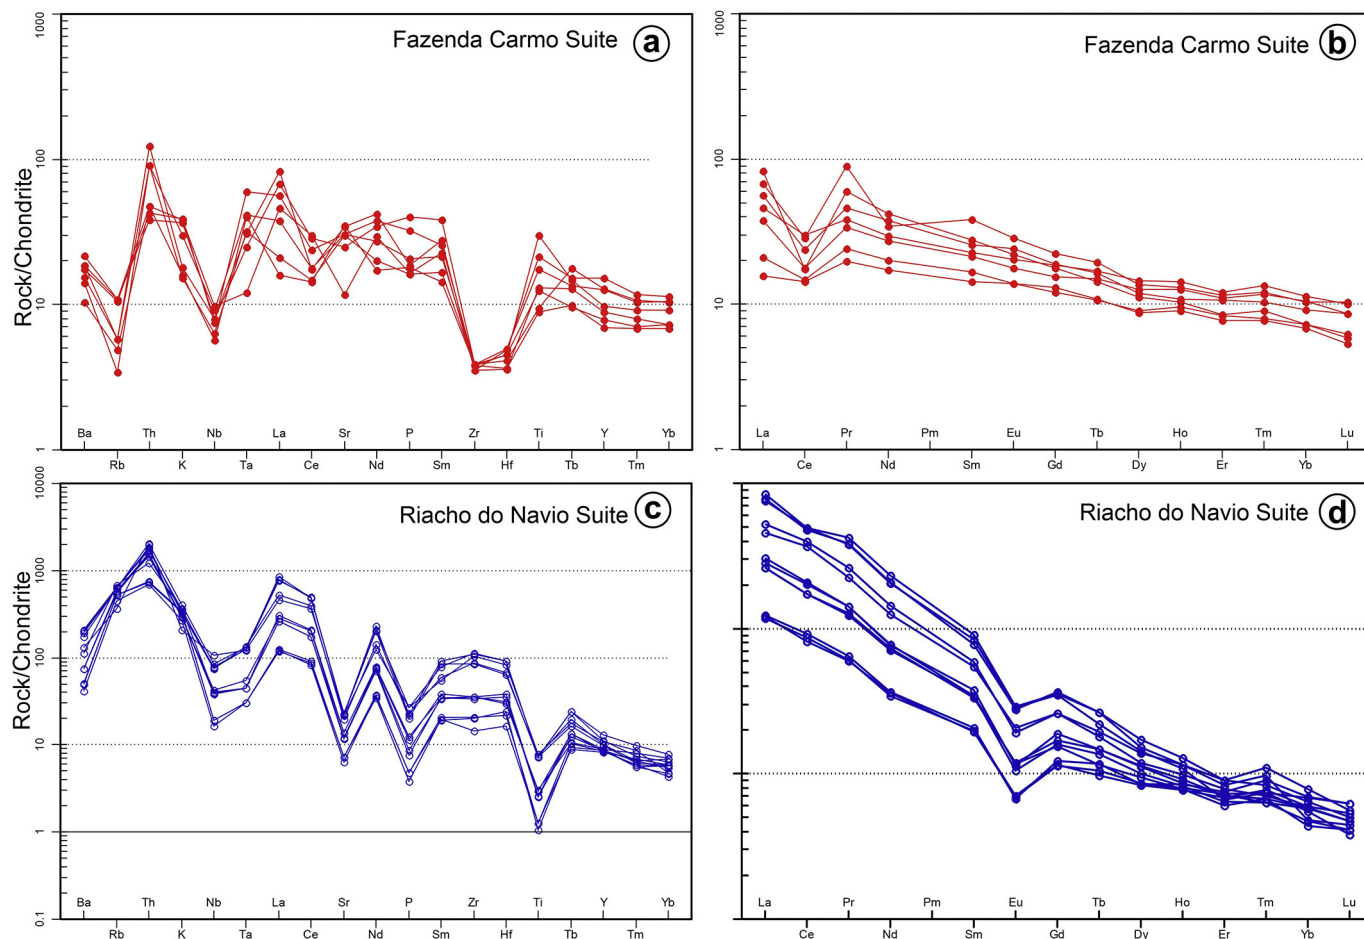 1000
100
10
1
Rock/Chondrite
Fazenda Carmo Suite a
Ba Th Nb La Sr P Zr Ti Y Yb
Rb K Ta Ce Nd Sm Hf Tb Tm
1000
100
10
1
Fazenda Carmo Suite b
La Pr Pm Eu Tb Ho Tm Lu
Ce Nd Sm Gd Dy Er Yb
10000
1000
100
10
1
0.1
Rock/Chondrite
Riacho do Navio Suite c
Ba Th Nb La Sr P Zr Ti Y Yb
Rb K Ta Ce Nd Sm Hf Tb Tm
Riacho do Navio Suite d
La Pr Pm Eu Tb Ho Tm Lu
Ce Nd Sm Gd Dy Er Yb